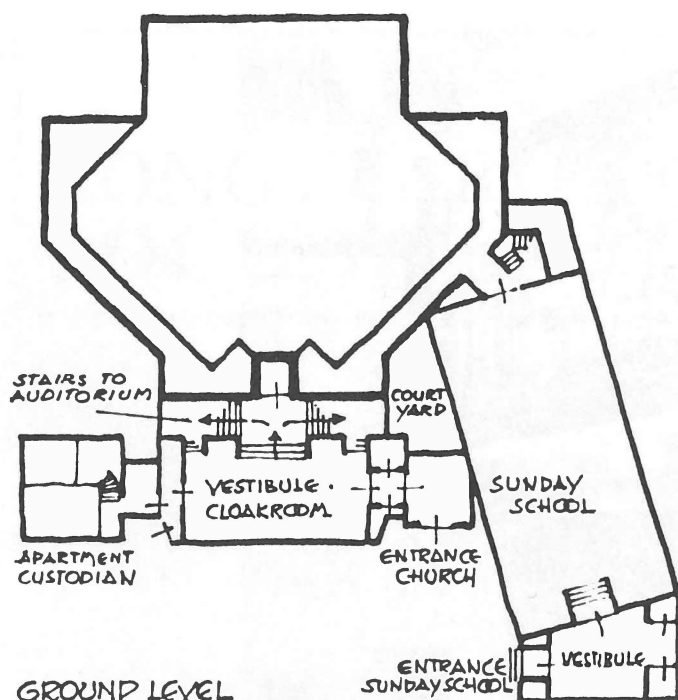 STAIRS TO
AUDITORIUM
COURT
YARD
VESTIBULE ·
CLOAKROOM
SUNDAY
SCHOOL
APARTMENT
CUSTODIAN
ENTRANCE
CHURCH
ENTRANCE
SUNDAY SCHOOL
VESTIBULE
GROUND LEVEL